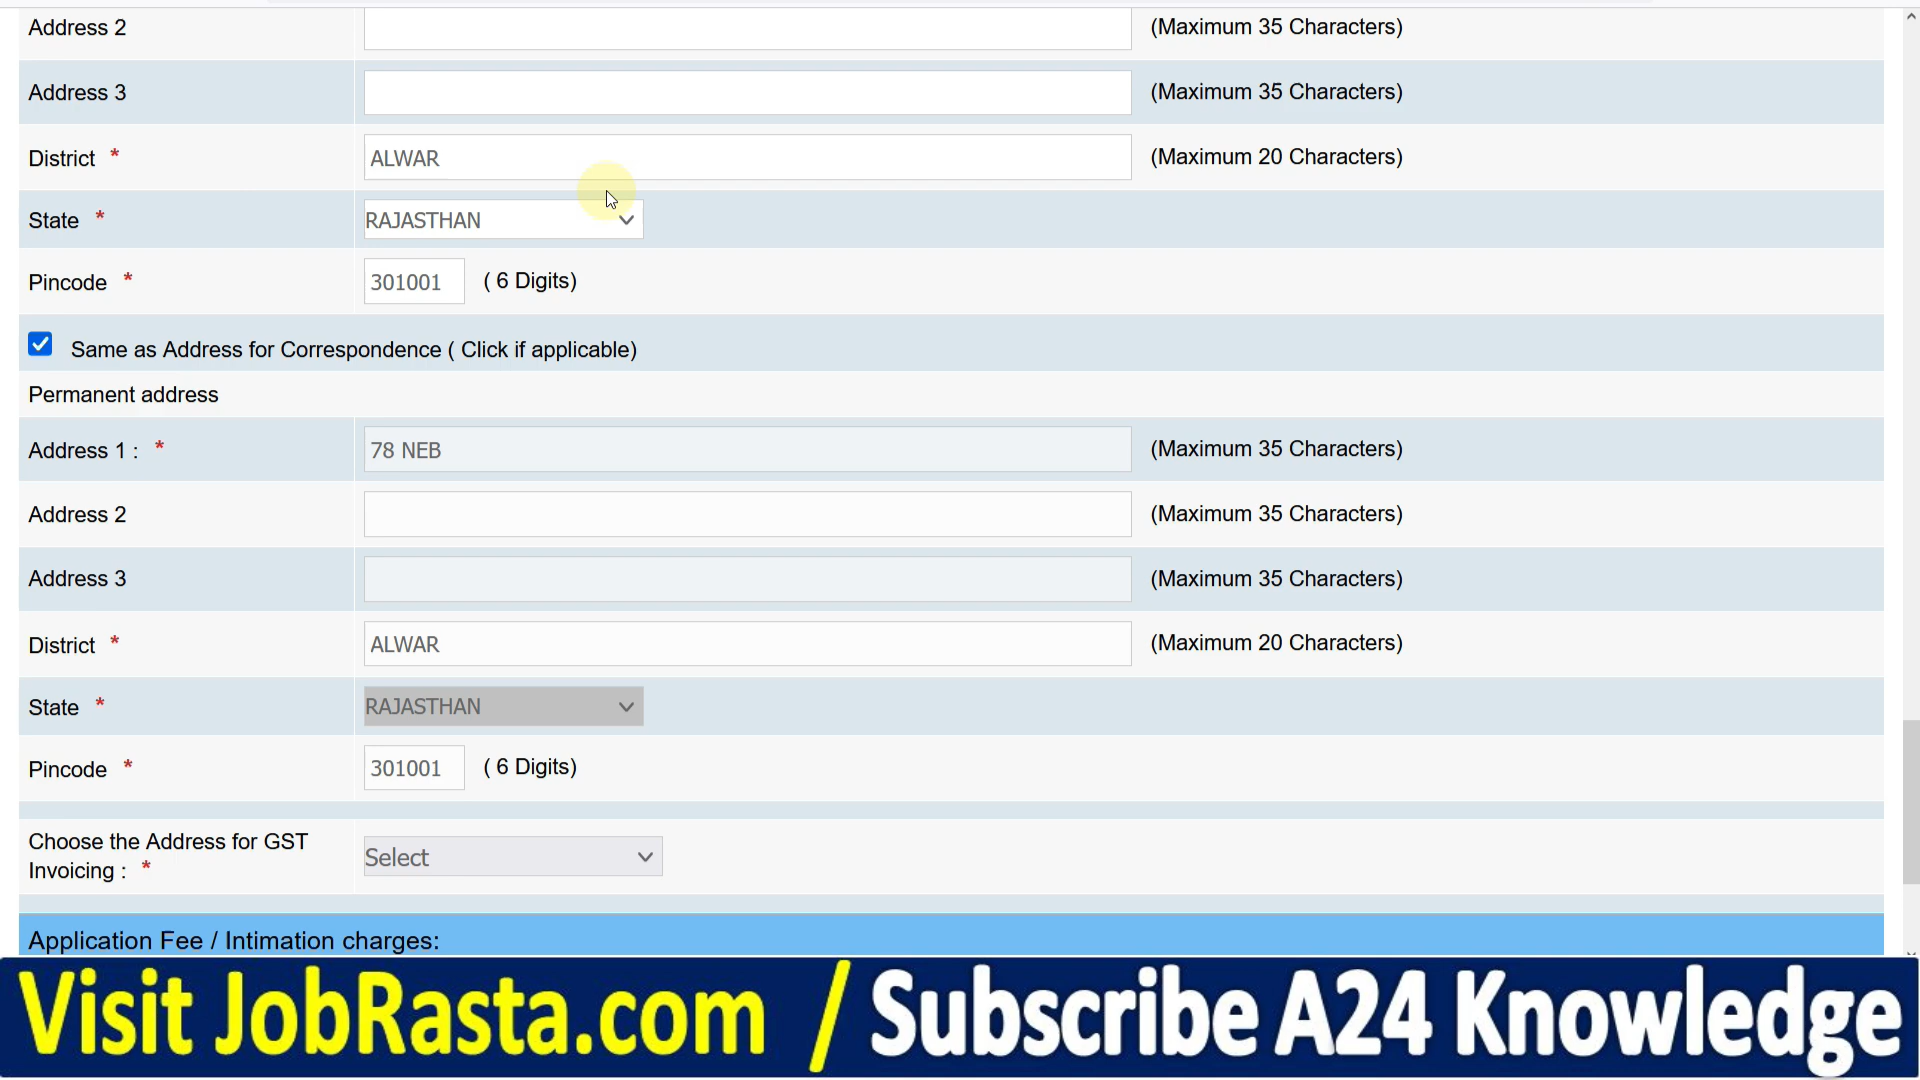 Address 2 (Maximum 35 Characters)
Address 3 (Maximum 35 Characters)
District * ALWAR (Maximum 20 Characters)
State * RAJASTHAN
Pincode * 301001 ( 6 Digits)
Same as Address for Correspondence ( Click if applicable)
Permanent address
Address 1 : * 78 NEB (Maximum 35 Characters)
Address 2 (Maximum 35 Characters)
Address 3 (Maximum 35 Characters)
District * ALWAR (Maximum 20 Characters)
State * RAJASTHAN
Pincode * 301001 ( 6 Digits)
Choose the Address for GST
Invoicing : * Select
Application Fee / Intimation charges:
Visit JobRasta.com / Subscribe A24 Knowledge